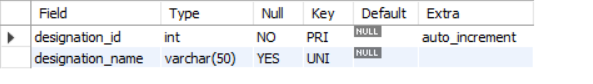 Field Type Null Key Default Extra
designation_id int NO PRI NULL auto_increment
designation_name varchar(50) YES UNI NULL